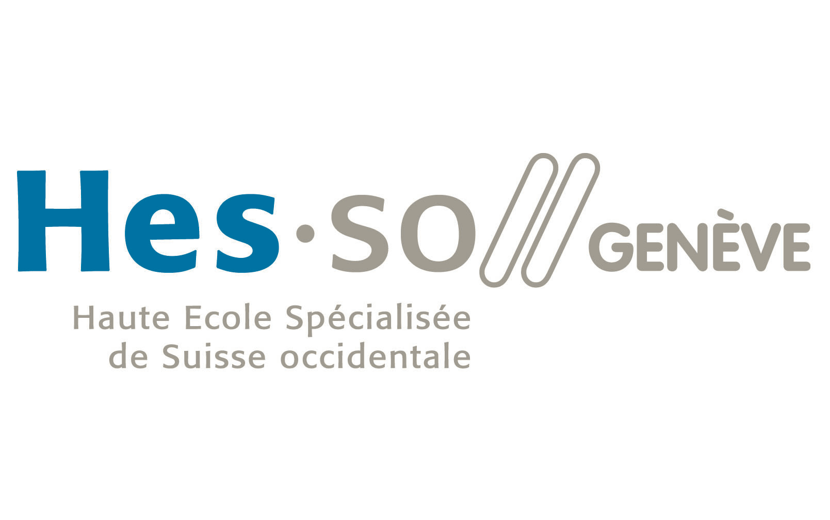 Hes·so GENÈVE
Haute Ecole Spécialisée
de Suisse occidentale